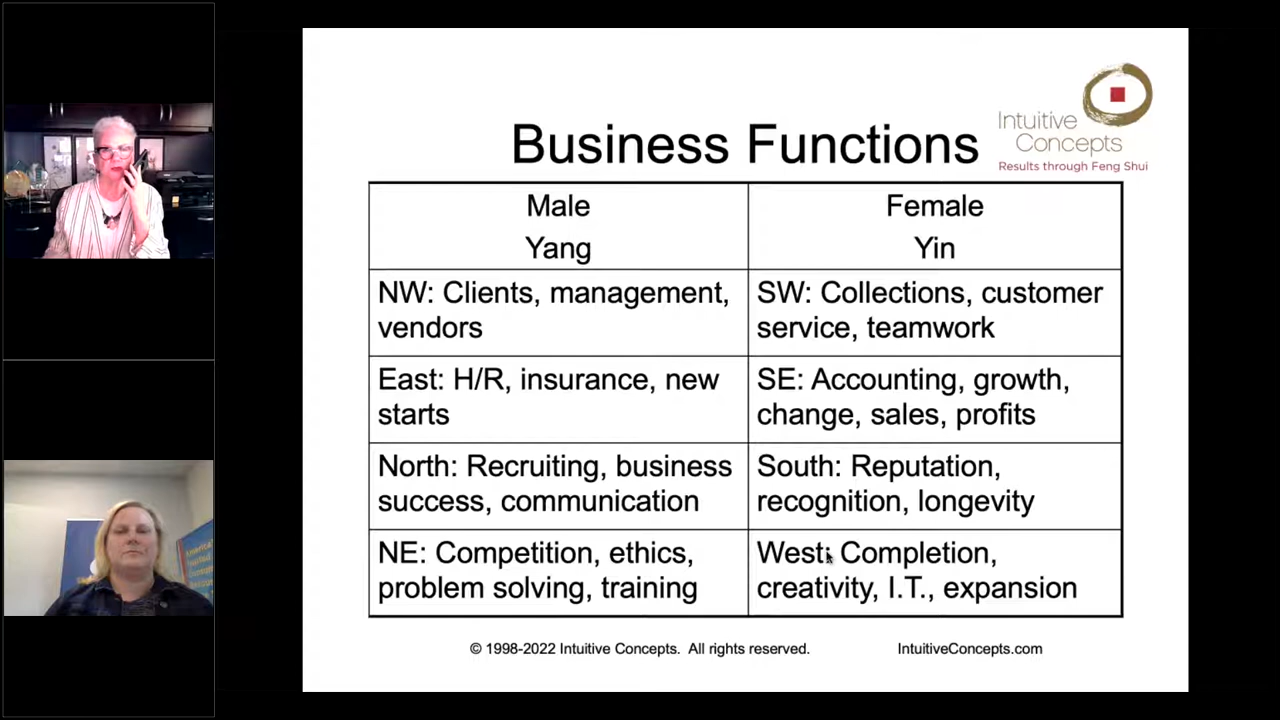 Intuitive
Concepts
Results through Feng Shui
Business Functions
Male
Yang
Female
Yin
NW: Clients, management,
vendors
SW: Collections, customer
service, teamwork
East: H/R, insurance, new
starts
SE: Accounting, growth,
change, sales, profits
North: Recruiting, business
success, communication
South: Reputation,
recognition, longevity
NE: Competition, ethics,
problem solving, training
West: Completion,
creativity, I.T., expansion
© 1998-2022 Intuitive Concepts. All rights reserved.
IntuitiveConcepts.com